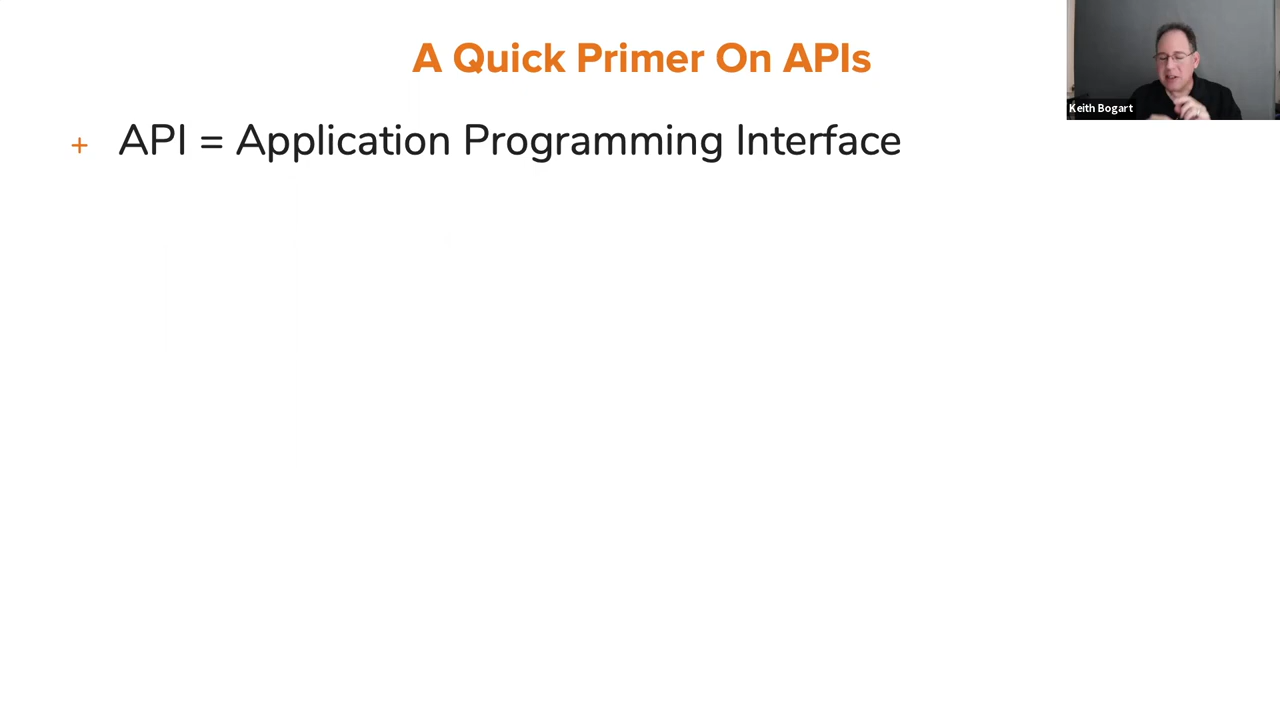 A Quick Primer On APIs
Keith Bogart
+ API = Application Programming Interface